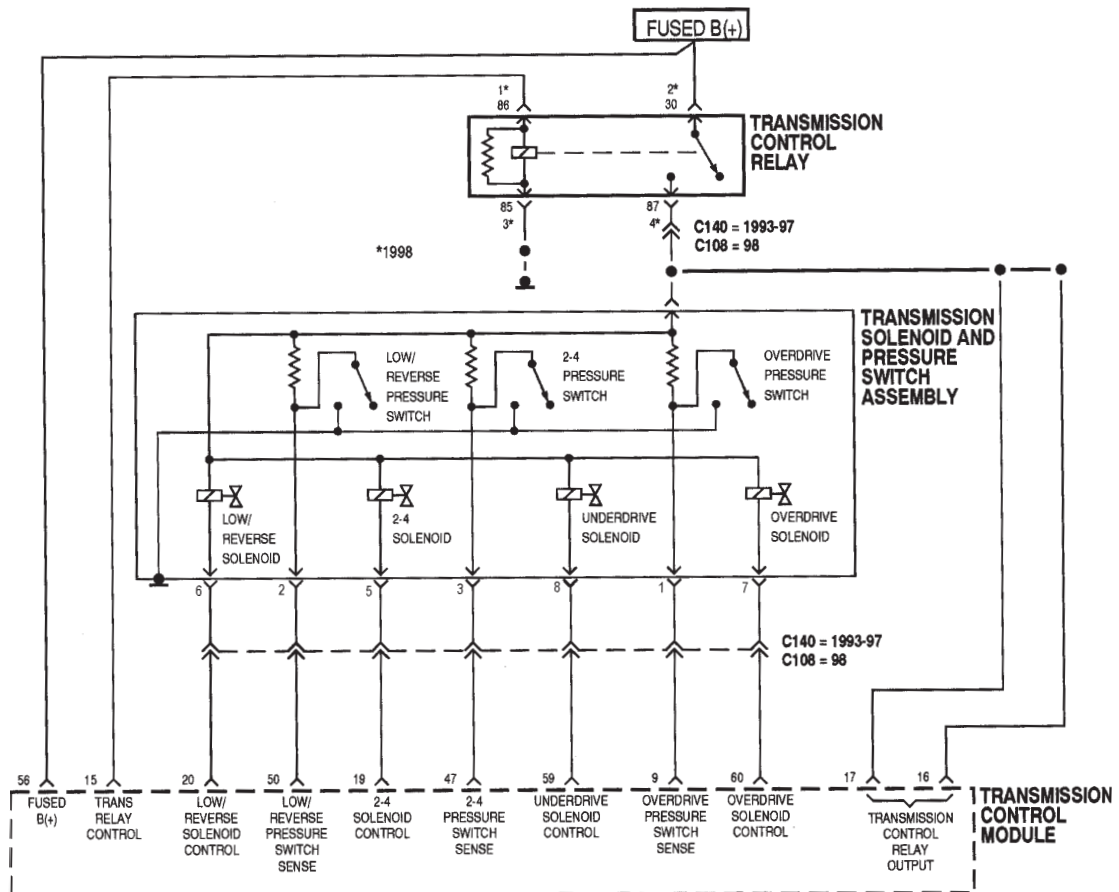 FUSED B(+)
1*
86
2*
30
TRANSMISSION
CONTROL
RELAY
85
3*
87
4*
C140 = 1993-97
C108 = 98
*1998
TRANSMISSION
SOLENOID AND
PRESSURE
SWITCH
ASSEMBLY
LOW/
REVERSE
PRESSURE
SWITCH
2-4
PRESSURE
SWITCH
OVERDRIVE
PRESSURE
SWITCH
LOW/
REVERSE
SOLENOID
2-4
SOLENOID
UNDERDRIVE
SOLENOID
OVERDRIVE
SOLENOID
6
2
5
3
8
1
7
C140 = 1993-97
C108 = 98
56
15
20
50
19
47
59
9
60
17
16
FUSED
B(+)
TRANS
RELAY
CONTROL
LOW/
REVERSE
SOLENOID
CONTROL
LOW/
REVERSE
PRESSURE
SWITCH
SENSE
2-4
SOLENOID
CONTROL
2-4
PRESSURE
SWITCH
SENSE
UNDERDRIVE
SOLENOID
CONTROL
OVERDRIVE
PRESSURE
SWITCH
SENSE
OVERDRIVE
SOLENOID
CONTROL
TRANSMISSION
CONTROL
RELAY
OUTPUT
TRANSMISSION
CONTROL
MODULE